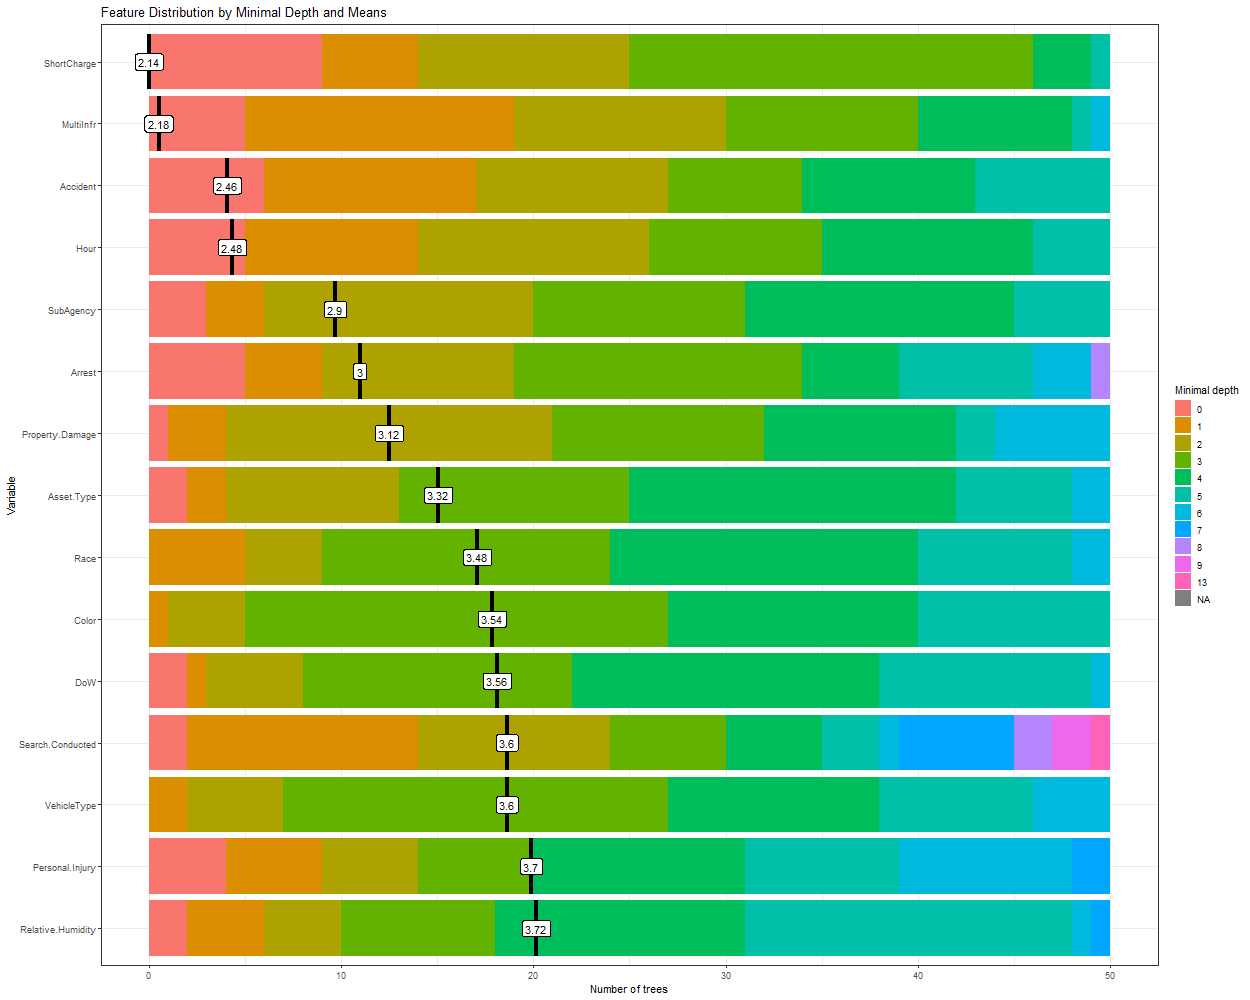 Feature Distribution by Minimal Depth and Means
ShortCharge
2.14
MultiInfr
2.18
Accident
2.46
Hour
2.48
SubAgency
2.9
Arrest
3
Property.Damage
3.12
Asset.Type
3.32
Race
3.48
Color
3.54
DoW
3.56
Search.Conducted
3.6
VehicleType
3.6
Personal.Injury
3.7
Relative.Humidity
3.72
0 10 20 30 40 50
Number of trees
Variable
Minimal depth
0
1
2
3
4
5
6
7
8
9
13
NA